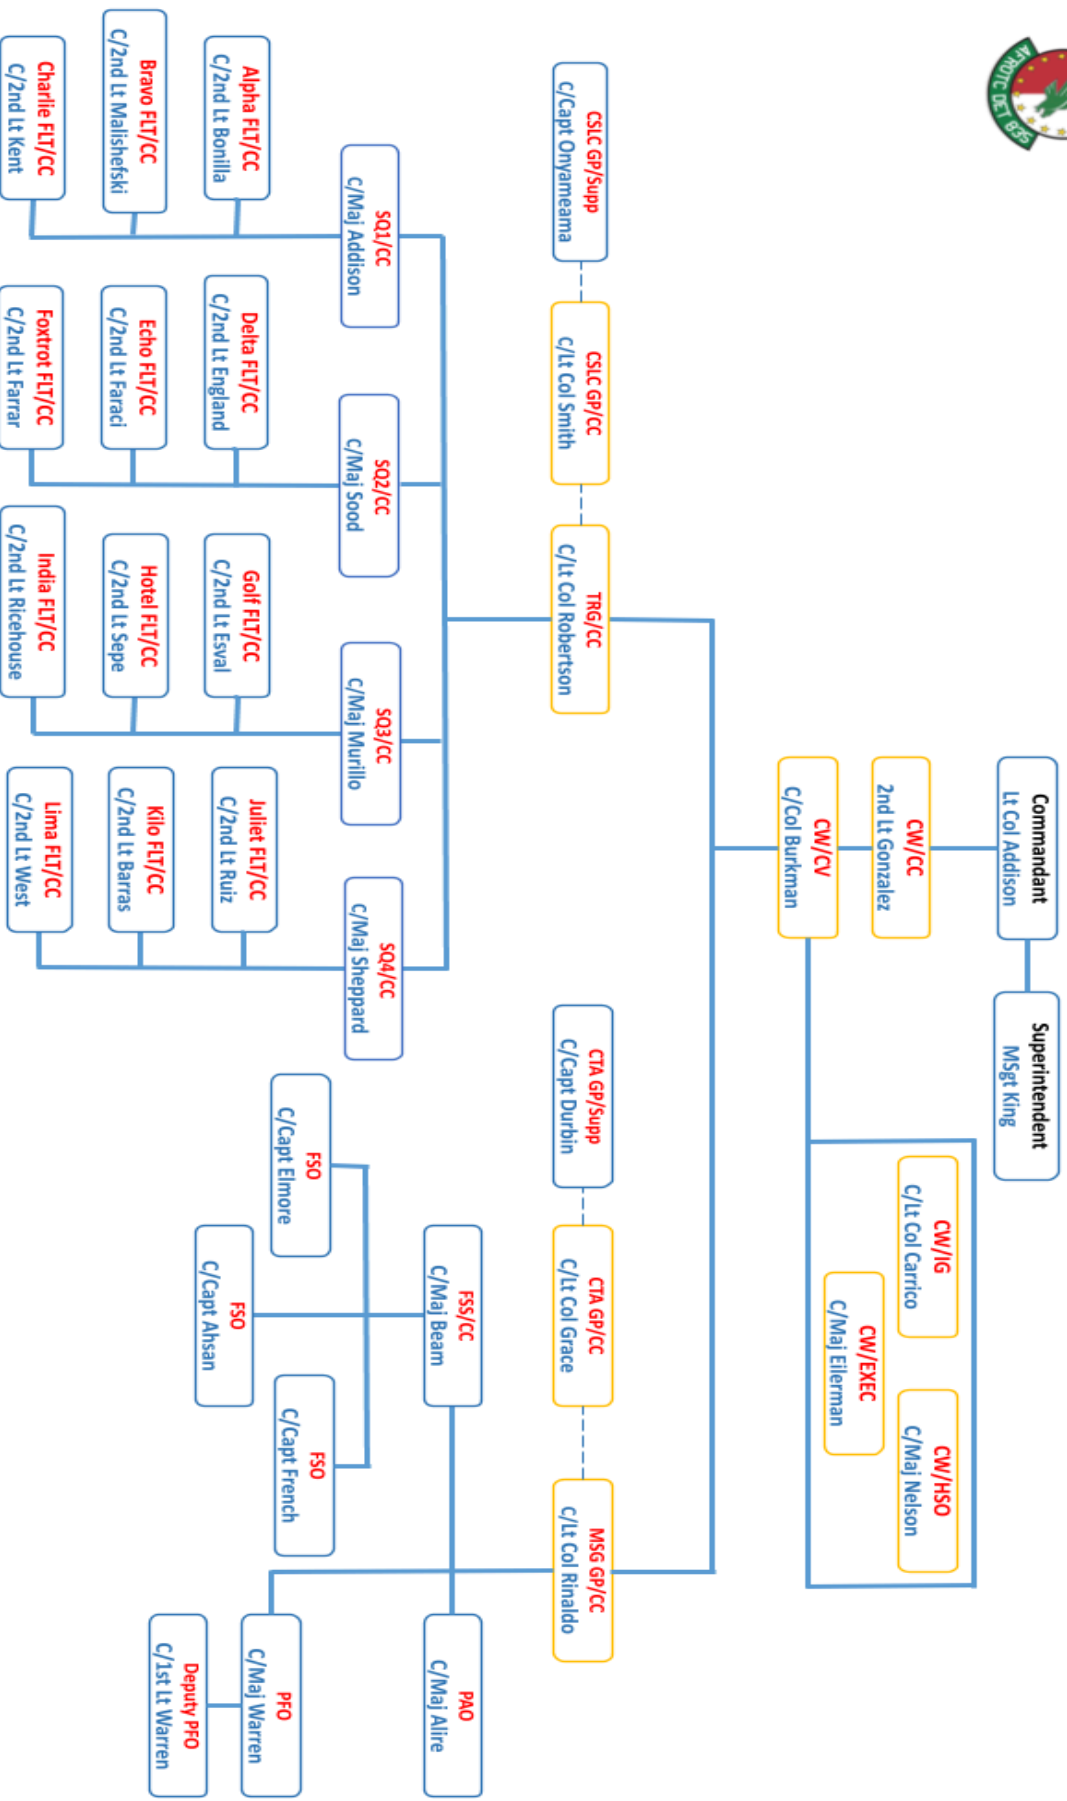 AFROTC DET 869
Commandant
Lt Col Addison
Superintendent
MSgt King
CW/CC
2nd Lt Gonzalez
CW/CV
C/Col Burkman
CW/IG
C/Lt Col Carrico
CW/HSO
C/Maj Nelson
CW/EXEC
C/Maj Eilerman
CSLC GP/Supp
C/Capt Onyameama
CSLC GP/CC
C/Lt Col Smith
TRG/CC
C/Lt Col Robertson
CTA GP/Supp
C/Capt Durbin
CTA GP/CC
C/Lt Col Grace
MSG GP/CC
C/Lt Col Rinaldo
SQ1/CC
C/Maj Addison
SQ2/CC
C/Maj Sood
SQ3/CC
C/Maj Murillo
SQ4/CC
C/Maj Sheppard
FSS/CC
C/Maj Beam
PAO
C/Maj Alire
Alpha FLT/CC
C/2nd Lt Bonilla
Delta FLT/CC
C/2nd Lt England
Golf FLT/CC
C/2nd Lt Esval
Juliet FLT/CC
C/2nd Lt Ruiz
FSO
C/Capt Elmore
FSO
C/Capt French
PFO
C/Maj Warren
Bravo FLT/CC
C/2nd Lt Malishefski
Echo FLT/CC
C/2nd Lt Faraci
Hotel FLT/CC
C/2nd Lt Sepe
Kilo FLT/CC
C/2nd Lt Barras
FSO
C/Capt Ahsan
Deputy PFO
C/1st Lt Warren
Charlie FLT/CC
C/2nd Lt Kent
Foxtrot FLT/CC
C/2nd Lt Farrar
India FLT/CC
C/2nd Lt Ricehouse
Lima FLT/CC
C/2nd Lt West